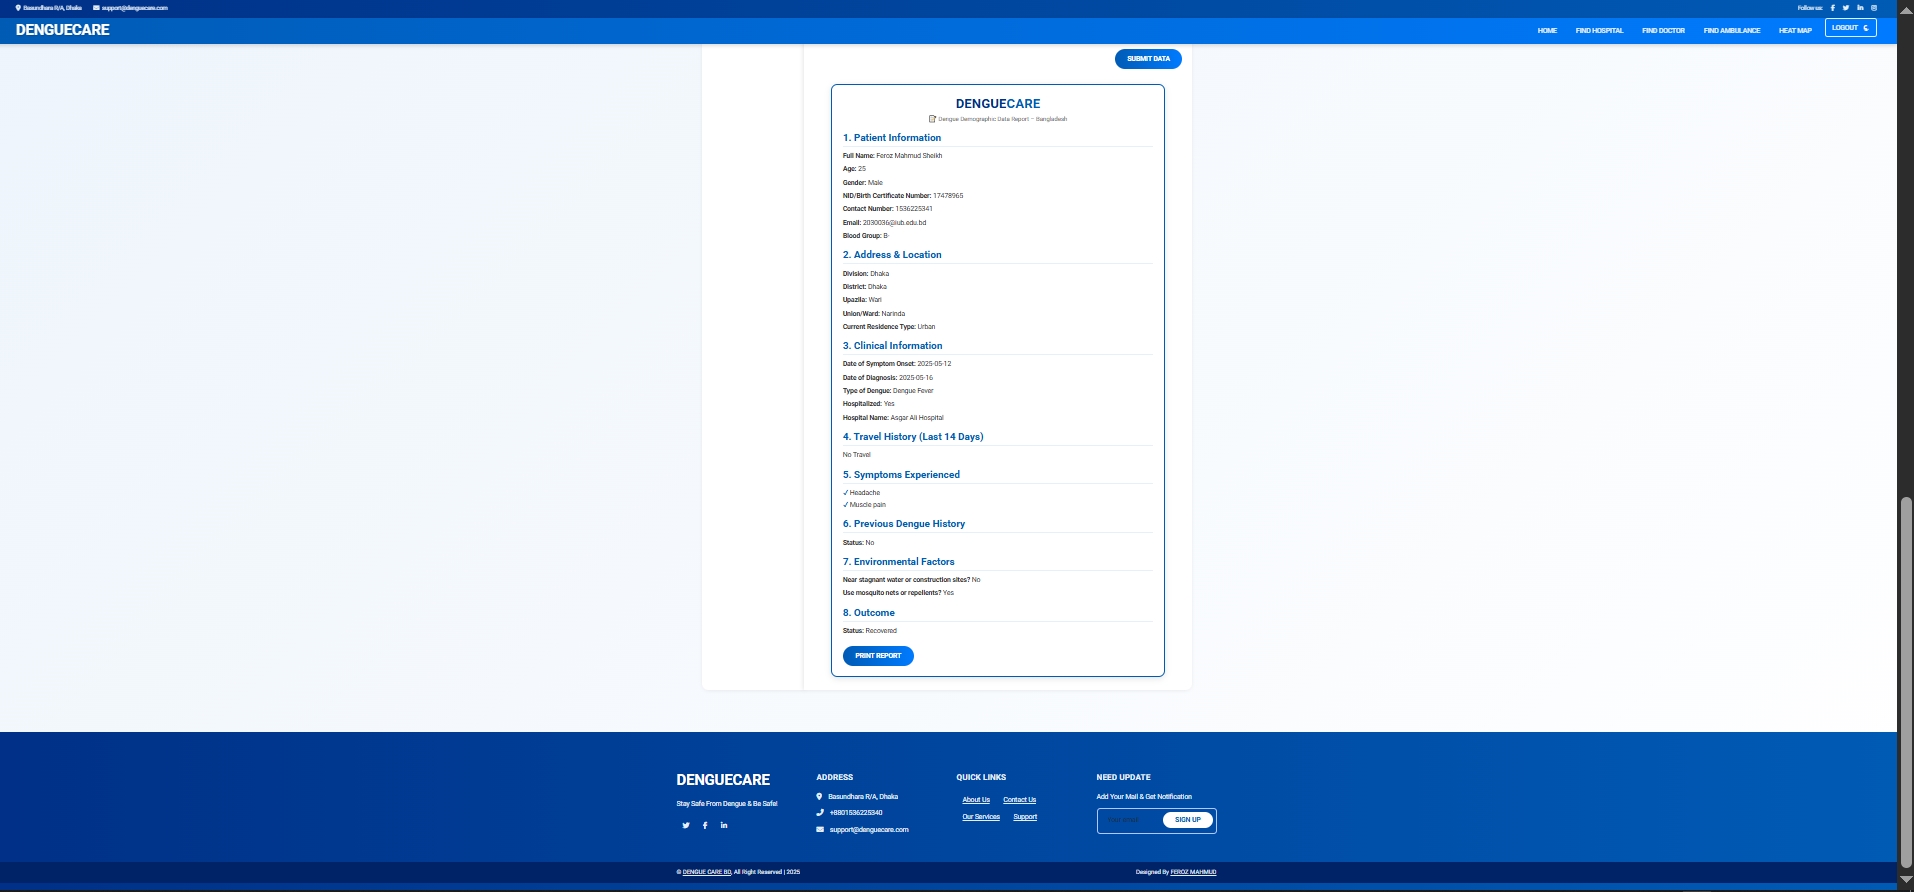 Basundhara R/A, Dhaka support@denguecare.com Follow us:
DENGUECARE HOME FIND HOSPITAL FIND DOCTOR FIND AMBULANCE HEAT MAP LOGOUT
SUBMIT DATA
DENGUECARE
Dengue Demographic Data Report – Bangladesh
1. Patient Information
Full Name: Feroz Mahmud Sheikh
Age: 25
Gender: Male
NID/Birth Certificate Number: 17478965
Contact Number: 1536225341
Email: 2030036@iub.edu.bd
Blood Group: B-
2. Address & Location
Division: Dhaka
District: Dhaka
Upazila: Wari
Union/Ward: Narinda
Current Residence Type: Urban
3. Clinical Information
Date of Symptom Onset: 2025-05-12
Date of Diagnosis: 2025-05-16
Type of Dengue: Dengue Fever
Hospitalized: Yes
Hospital Name: Asgar Ali Hospital
4. Travel History (Last 14 Days)
No Travel
5. Symptoms Experienced
✓ Headache
✓ Muscle pain
6. Previous Dengue History
Status: No
7. Environmental Factors
Near stagnant water or construction sites? No
Use mosquito nets or repellents? Yes
8. Outcome
Status: Recovered
PRINT REPORT
DENGUECARE
Stay Safe From Dengue & Be Safe!
ADDRESS
Basundhara R/A, Dhaka
+8801536225340
support@denguecare.com
QUICK LINKS
About Us Contact Us
Our Services Support
NEED UPDATE
Add Your Mail & Get Notification
Your email SIGN UP
© DENGUE CARE BD, All Right Reserved | 2025 Designed By FEROZ MAHMUD